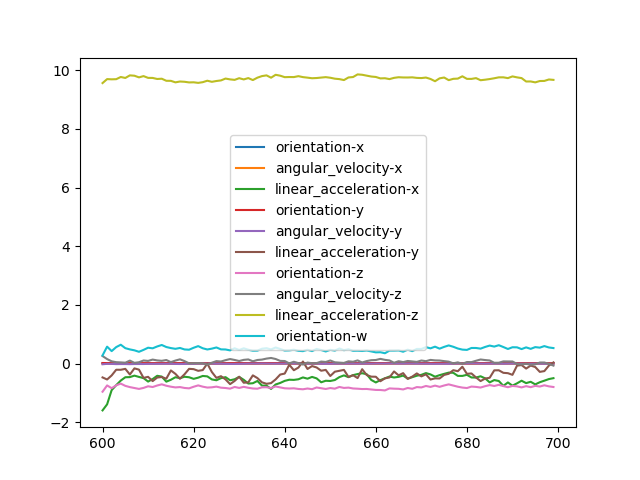 10
8
6
4
2
0
−2
orientation-x
angular_velocity-x
linear_acceleration-x
orientation-y
angular_velocity-y
linear_acceleration-y
orientation-z
angular_velocity-z
linear_acceleration-z
orientation-w
600 620 640 660 680 700